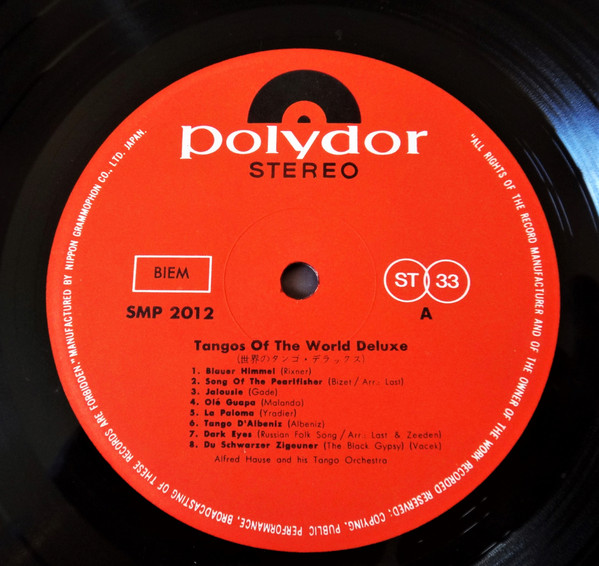 polydor
STEREO
BIEM
ST 33
SMP 2012
A
Tangos Of The World Deluxe
(世界のタンゴ・デラックス)
1. Blauer Himmel (Rixner)
2. Song Of The Pearlfisher (Bizet/Arr. Last)
3. Jalousie (Gade)
4. Olé Guapa (Malando)
5. La Paloma (Yradier)
6. Tango D'Albeniz (Albeniz)
7. Dark Eyes (Russian Folk Song/Arr. Last & Zeeden)
8. Du Schwarzer Zigeuner (The Black Gypsy) (Vacek)
Alfred Hause and his Tango Orchestra
"ALL RIGHTS OF THE RECORD MANUFACTURER AND OF THE OWNER OF THE WORK RECORDED RESERVED; COPYING, PUBLIC PERFORMANCE, BROADCASTING OF THESE RECORDS ARE FORBIDDEN." MANUFACTURED BY NIPPON GRAMMOPHON CO., LTD. JAPAN.